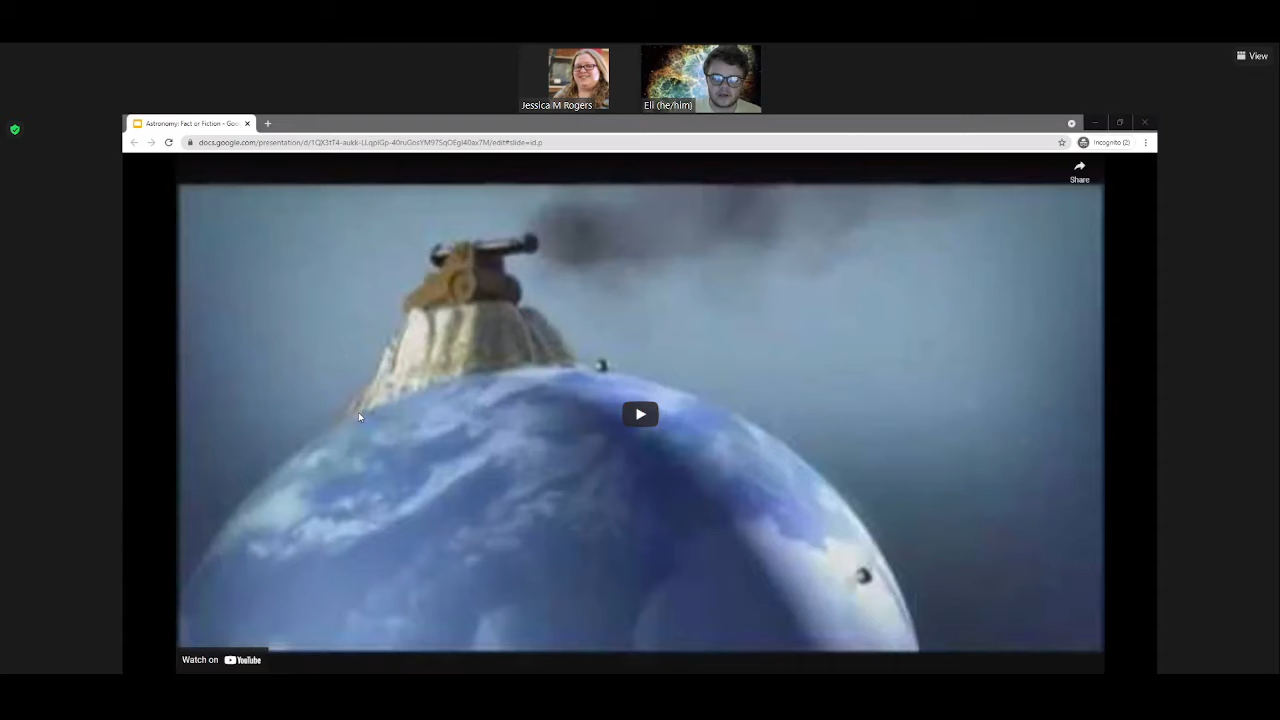 View
Jessica M Rogers
Eli (he/him)
Astronomy: Fact or Fiction - Goo
Incognito (2)
Share
Watch on YouTube